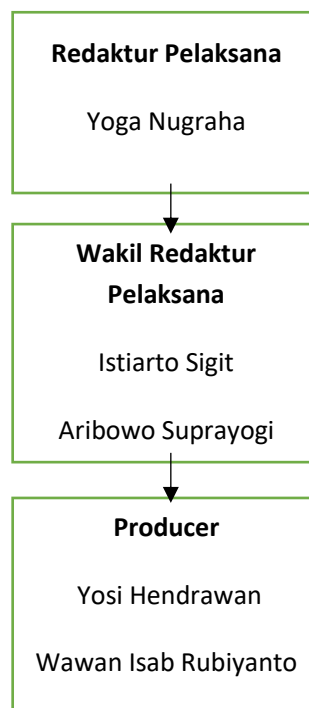 Redaktur Pelaksana
Yoga Nugraha
Wakil Redaktur
Pelaksana
Istiarto Sigit
Aribowo Suprayogi
Producer
Yosi Hendrawan
Wawan Isab Rubiyanto